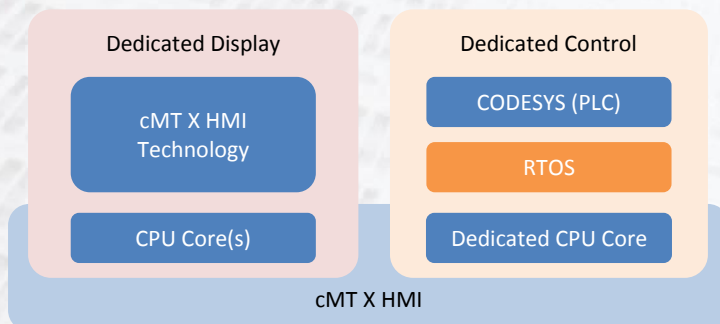 Dedicated Display
cMT X HMI
Technology
CPU Core(s)
Dedicated Control
CODESYS (PLC)
RTOS
Dedicated CPU Core
cMT X HMI